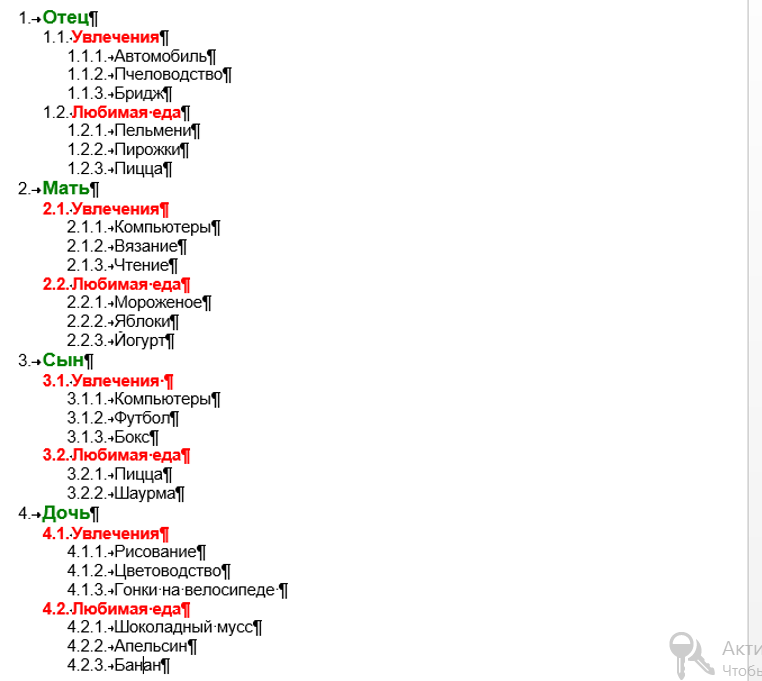 1. Отец¶
1.1. Увлечения¶
1.1.1. Автомобиль¶
1.1.2. Пчеловодство¶
1.1.3. Бридж¶
1.2. Любимая·еда¶
1.2.1. Пельмени¶
1.2.2. Пирожки¶
1.2.3. Пицца¶
2. Мать¶
2.1. Увлечения¶
2.1.1. Компьютеры¶
2.1.2. Вязание¶
2.1.3. Чтение¶
2.2. Любимая·еда¶
2.2.1. Мороженое¶
2.2.2. Яблоки¶
2.2.3. Йогурт¶
3. Сын¶
3.1. Увлечения·¶
3.1.1. Компьютеры¶
3.1.2. Футбол¶
3.1.3. Бокс¶
3.2. Любимая·еда¶
3.2.1. Пицца¶
3.2.2. Шаурма¶
4. Дочь¶
4.1. Увлечения¶
4.1.1. Рисование¶
4.1.2. Цветоводство¶
4.1.3. Гонки·на·велосипеде·¶
4.2. Любимая·еда¶
4.2.1. Шоколадный·мусс¶
4.2.2. Апельсин¶
4.2.3. Банан¶
Акти
Чтобы